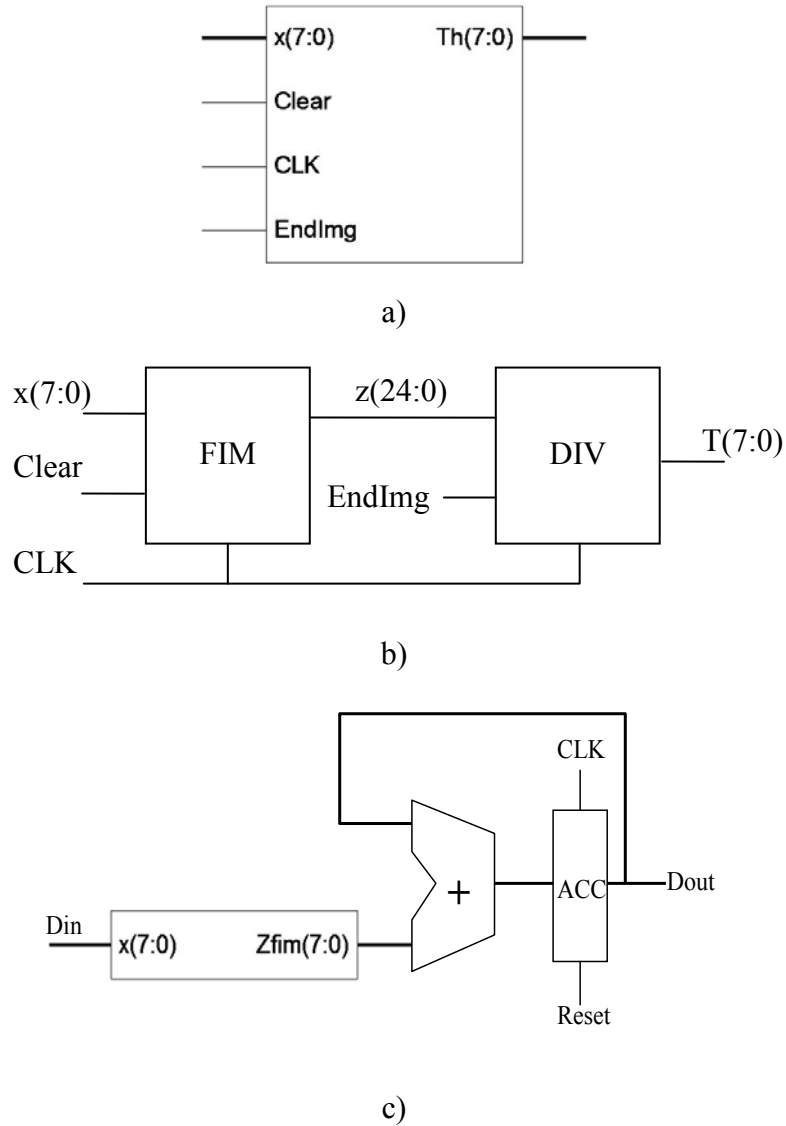 x(7:0) Th(7:0)
Clear
CLK
EndImg
a)
x(7:0) z(24:0)
FIM DIV T(7:0)
Clear
EndImg
CLK
b)
CLK
+ ACC Dout
Din
x(7:0) Zfim(7:0)
Reset
c)